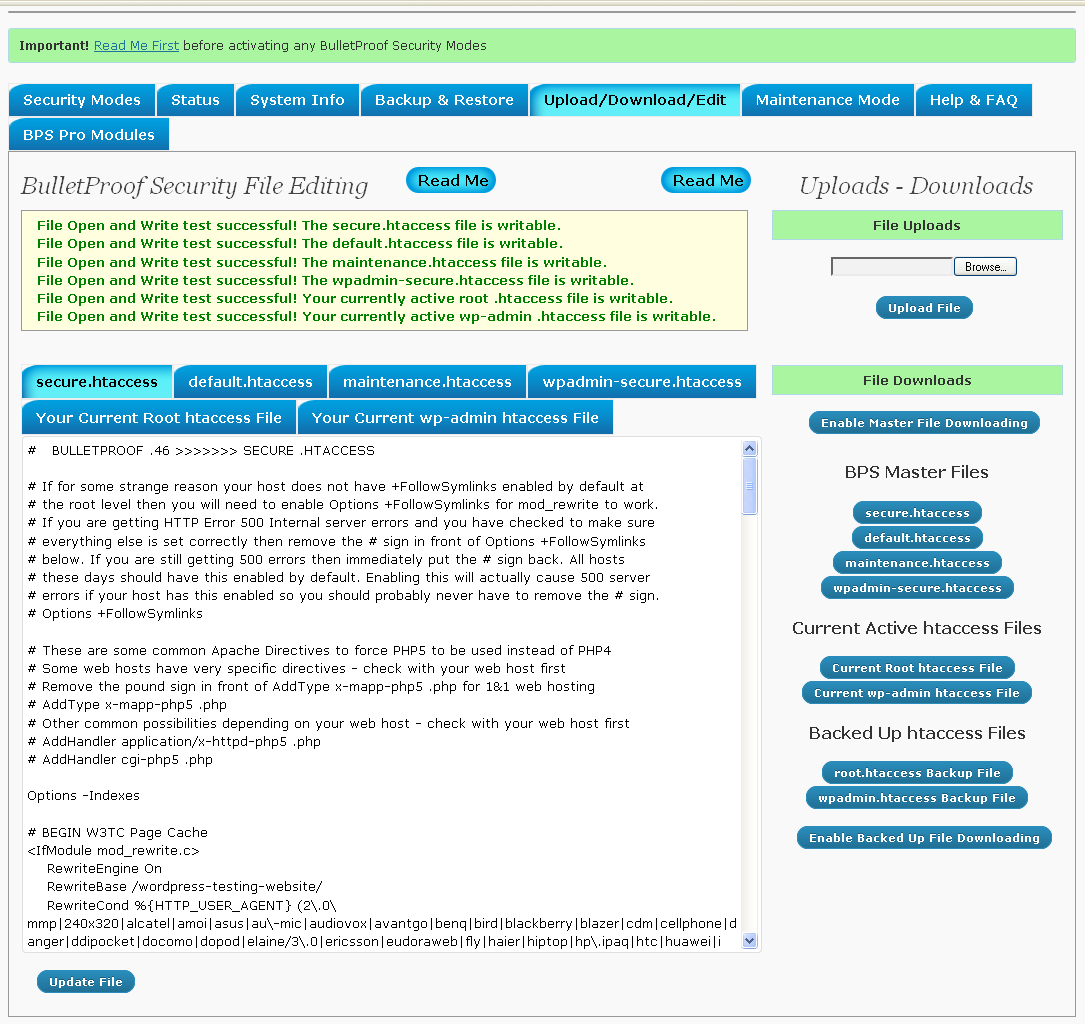 Important! Read Me First before activating any BulletProof Security Modes
Security Modes
Status
System Info
Backup & Restore
Upload/Download/Edit
Maintenance Mode
Help & FAQ
BPS Pro Modules
BulletProof Security File Editing
Read Me
Read Me
Uploads - Downloads
File Open and Write test successful! The secure.htaccess file is writable.
File Open and Write test successful! The default.htaccess file is writable.
File Open and Write test successful! The maintenance.htaccess file is writable.
File Open and Write test successful! The wpadmin-secure.htaccess file is writable.
File Open and Write test successful! Your currently active root .htaccess file is writable.
File Open and Write test successful! Your currently active wp-admin .htaccess file is writable.
File Uploads
Browse...
Upload File
secure.htaccess
default.htaccess
maintenance.htaccess
wpadmin-secure.htaccess
Your Current Root htaccess File
Your Current wp-admin htaccess File
#   BULLETPROOF .46 >>>>>>> SECURE .HTACCESS
# If for some strange reason your host does not have +FollowSymlinks enabled by default at
# the root level then you will need to enable Options +FollowSymlinks for mod_rewrite to work.
# If you are getting HTTP Error 500 Internal server errors and you have checked to make sure
# everything else is set correctly then remove the # sign in front of Options +FollowSymlinks
# below. If you are still getting 500 errors then immediately put the # sign back. All hosts
# these days should have this enabled by default. Enabling this will actually cause 500 server
# errors if your host has this enabled so you should probably never have to remove the # sign.
# Options +FollowSymlinks
# These are some common Apache Directives to force PHP5 to be used instead of PHP4
# Some web hosts have very specific directives - check with your web host first
# Remove the pound sign in front of AddType x-mapp-php5 .php for 1&1 web hosting
# AddType x-mapp-php5 .php
# Other common possibilities depending on your web host - check with your web host first
# AddHandler application/x-httpd-php5 .php
# AddHandler cgi-php5 .php
Options -Indexes
# BEGIN W3TC Page Cache
<IfModule mod_rewrite.c>
RewriteEngine On
RewriteBase /wordpress-testing-website/
RewriteCond %{HTTP_USER_AGENT} (2\.0\
mmp|240x320|alcatel|amoi|asus|au\-mic|audiovox|avantgo|benq|bird|blackberry|blazer|cdm|cellphone|d
anger|ddipocket|docomo|dopod|elaine/3\.0|ericsson|eudoraweb|fly|haier|hiptop|hp\.ipaq|htc|huawei|i
Update File
File Downloads
Enable Master File Downloading
BPS Master Files
secure.htaccess
default.htaccess
maintenance.htaccess
wpadmin-secure.htaccess
Current Active htaccess Files
Current Root htaccess File
Current wp-admin htaccess File
Backed Up htaccess Files
root.htaccess Backup File
wpadmin.htaccess Backup File
Enable Backed Up File Downloading